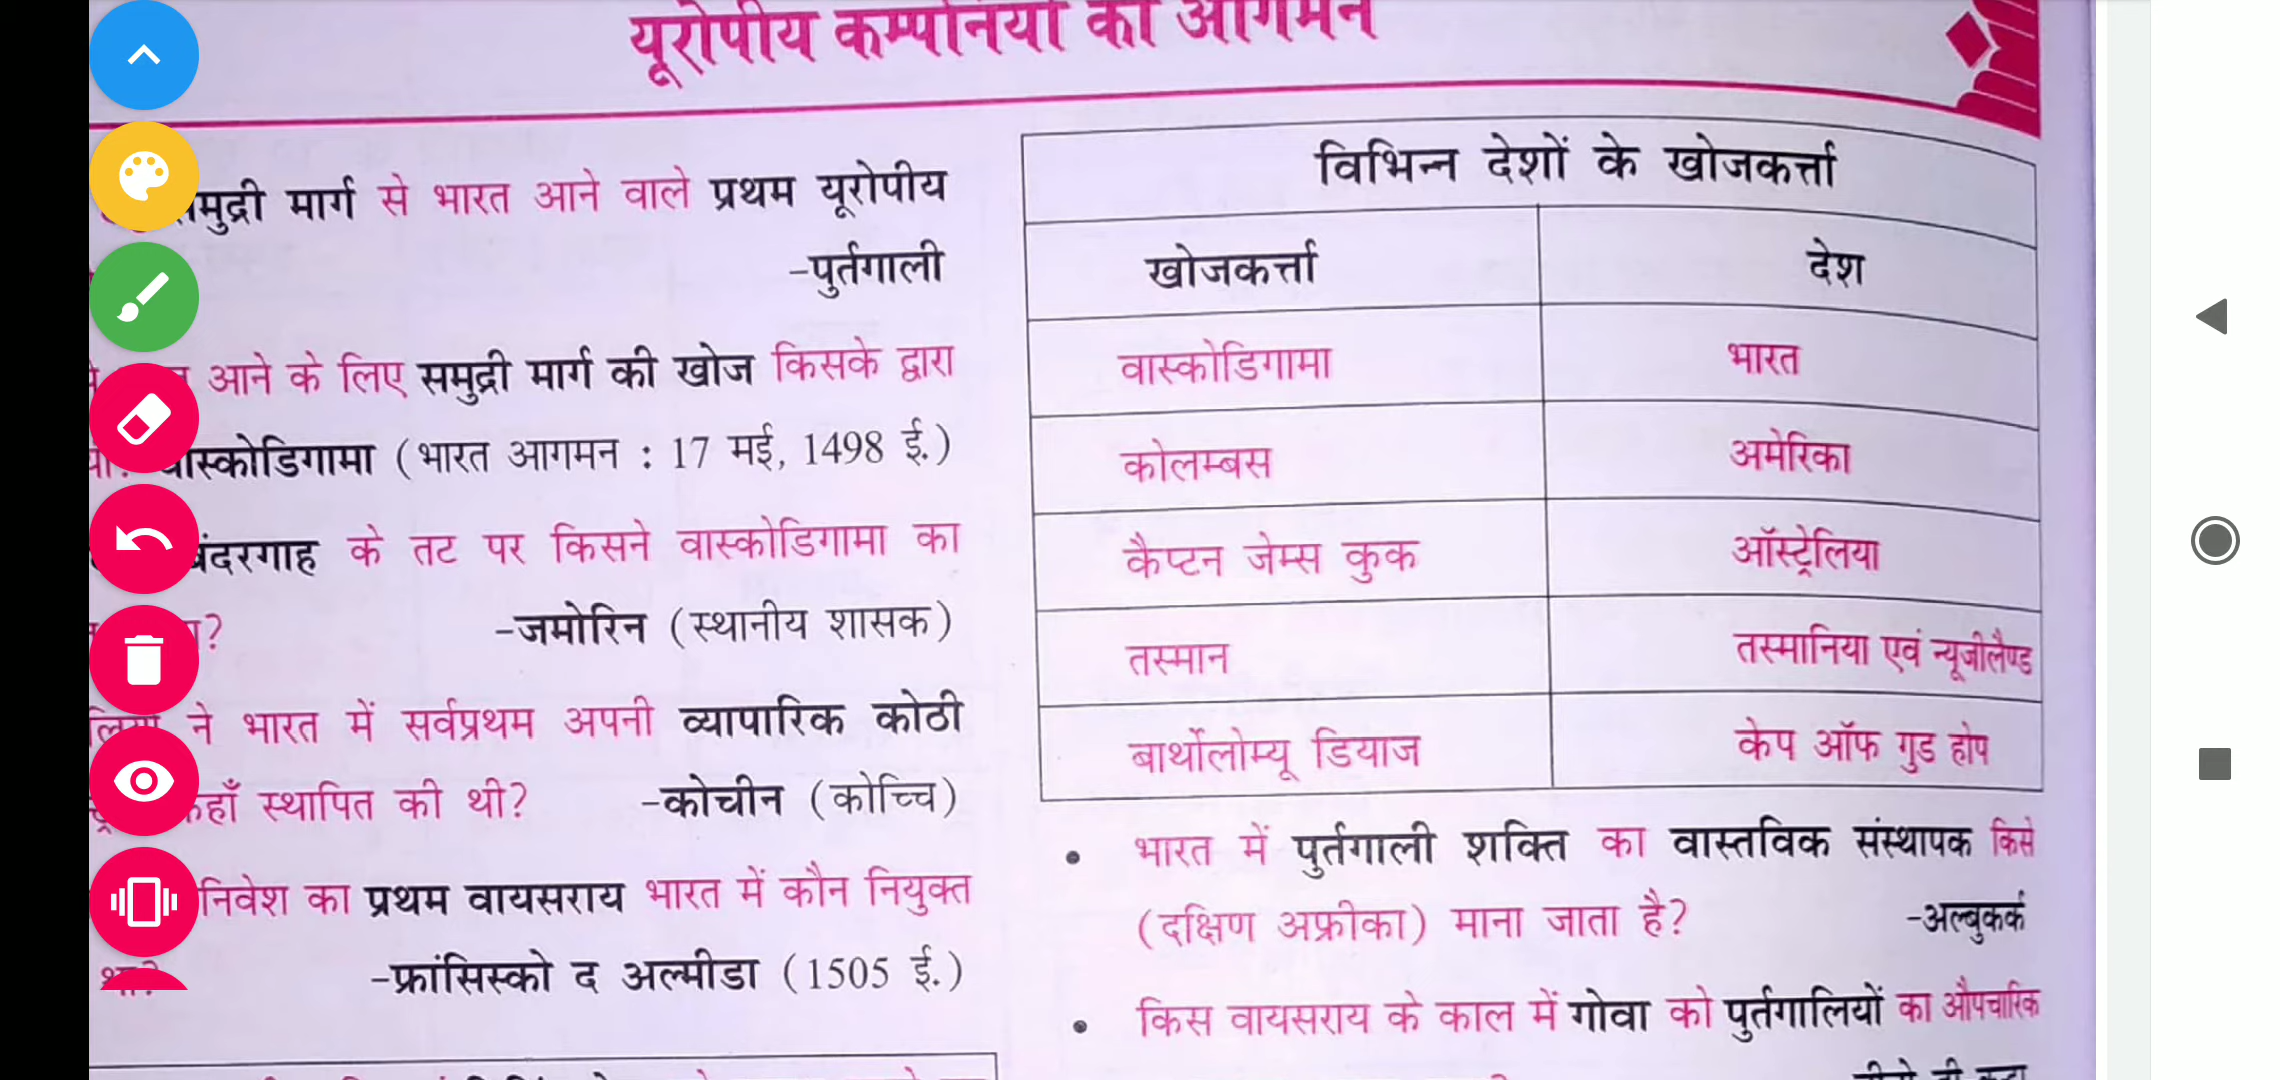 यूरोपीय कम्पनियों का आगमन
समुद्री मार्ग से भारत आने वाले प्रथम यूरोपीय
-पुर्तगाली
आने के लिए समुद्री मार्ग की खोज किसके द्वारा
वास्कोडिगामा (भारत आगमन : 17 मई, 1498 ई.)
बंदरगाह के तट पर किसने वास्कोडिगामा का
-जमोरिन (स्थानीय शासक)
ने भारत में सर्वप्रथम अपनी व्यापारिक कोठी
कहाँ स्थापित की थी? -कोचीन (कोच्चि)
निवेश का प्रथम वायसराय भारत में कौन नियुक्त
-फ्रांसिस्को द अल्मीडा (1505 ई.)
विभिन्न देशों के खोजकर्त्ता
खोजकर्त्ता देश
वास्कोडिगामा भारत
कोलम्बस अमेरिका
कैप्टन जेम्स कुक ऑस्ट्रेलिया
तस्मान तस्मानिया एवं न्यूजीलैण्ड
बार्थोलोम्यू डियाज केप ऑफ गुड होप
• भारत में पुर्तगाली शक्ति का वास्तविक संस्थापक किसे
(दक्षिण अफ्रीका) माना जाता है? -अल्बुकर्क
• किस वायसराय के काल में गोवा को पुर्तगालियों का औपचारिक